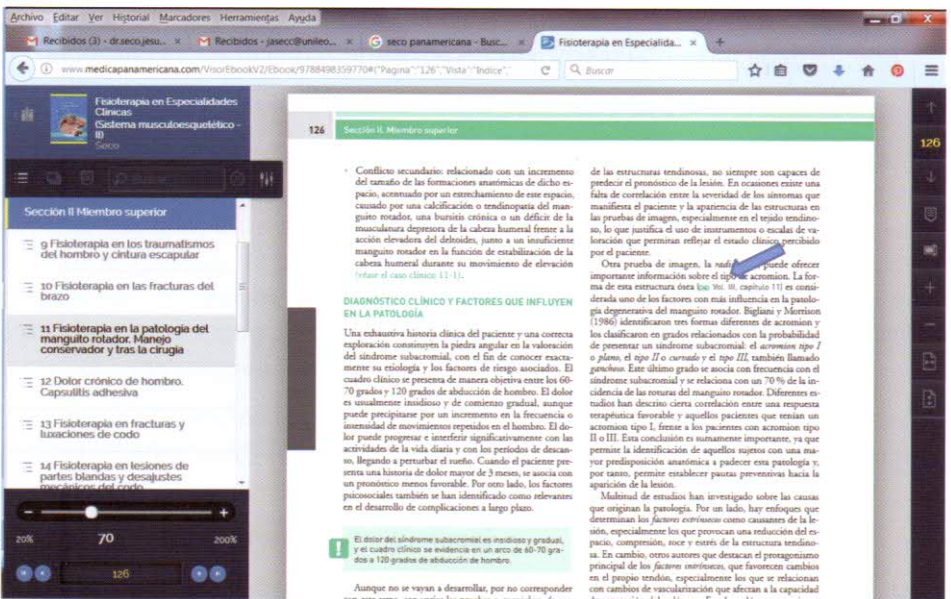 Archivo Editar Ver Historial Marcadores Herramientas Ayuda
Recibidos (3) - dr.seco.jesu... ×
Recibidos - jasecc@unileo... ×
seco panamericana - Busc... ×
Fisioterapia en Especialida... ×
www.medicapanamericana.com/VisorEbookV2/Ebook/9788498359770#{"Pagina":"126","Vista":"Indice",
Buscar
Fisioterapia en Especialidades
Clínicas
(Sistema musculoesquelético -
II)
Seco
Buscar
Sección II Miembro superior
9 Fisioterapia en los traumatismos
del hombro y cintura escapular
10 Fisioterapia en las fracturas del
brazo
11 Fisioterapia en la patología del
manguito rotador. Manejo
conservador y tras la cirugía
12 Dolor crónico de hombro.
Capsulitis adhesiva
13 Fisioterapia en fracturas y
luxaciones de codo
14 Fisioterapia en lesiones de
partes blandas y desajustes
mecánicos del codo
20%
70
200%
126
126 Sección II. Miembro superior
Conflicto secundario: relacionado con un incremento
del tamaño de las formaciones anatómicas de dicho es-
pacio, acentuado por un estrechamiento de este espacio,
causado por una calcificación o tendinopatía del man-
guito rotador, una bursitis crónica o un déficit de la
musculatura depresora de la cabeza humeral frente a la
acción elevadora del deltoides, junto a un insuficiente
manguito rotador en la función de estabilización de la
cabeza humeral durante su movimiento de elevación
(véase el caso clínico 11-1).
DIAGNÓSTICO CLÍNICO Y FACTORES QUE INFLUYEN
EN LA PATOLOGÍA
Una exhaustiva historia clínica del paciente y una correcta
exploración constituyen la piedra angular en la valoración
del síndrome subacromial, con el fin de conocer exacta-
mente su etiología y los factores de riesgo asociados. El
cuadro clínico se presenta de manera objetiva entre los 60-
70 grados y 120 grados de abducción de hombro. El dolor
es usualmente insidioso y de comienzo gradual, aunque
puede precipitarse por un incremento en la frecuencia o
intensidad de movimientos repetidos en el hombro. El do-
lor puede progresar e interferir significativamente con las
actividades de la vida diaria y con los períodos de descan-
so, llegando a perturbar el sueño. Cuando el paciente pre-
senta una historia de dolor mayor de 3 meses, se asocia con
un pronóstico menos favorable. Por otro lado, los factores
psicosociales también se han identificado como relevantes
en el desarrollo de complicaciones a largo plazo.
El dolor del síndrome subacromial es insidioso y gradual,
y el cuadro clínico se evidencia en un arco de 60-70 gra-
dos a 120 grados de abducción de hombro.
Aunque no se vayan a desarrollar, por no corresponder
de las estructuras tendinosas, no siempre son capaces de
predecir el pronóstico de la lesión. En ocasiones existe una
falta de correlación entre la severidad de los síntomas que
manifiesta el paciente y la apariencia de las estructuras en
las pruebas de imagen, especialmente en el tejido tendino-
so, lo que justifica el uso de instrumentos o escalas de va-
loración que permitan reflejar el estado clínico percibido
por el paciente.
Otra prueba de imagen, la puede ofrecer
importante información sobre el tipo de acromion. La for-
ma de esta estructura ósea Vol. III, capítulo 11) es consi-
derada uno de los factores con más influencia en la patolo-
gía degenerativa del manguito rotador. Bigliani y Morrison
(1986) identificaron tres formas diferentes de acromion y
los clasificaron en grados relacionados con la probabilidad
de presentar un síndrome subacromial: el acromion tipo I
o plano, el tipo II o curvado y el tipo III, también llamado
ganchoso. Este último grado se asocia con frecuencia con el
síndrome subacromial y se relaciona con un 70 % de la in-
cidencia de las roturas del manguito rotador. Diferentes es-
tudios han descrito cierta correlación entre una respuesta
terapéutica favorable y aquellos pacientes que tenían un
acromion tipo I, frente a los pacientes con acromion tipo
II o III. Esta conclusión es sumamente importante, ya que
permite la identificación de aquellos sujetos con una ma-
yor predisposición anatómica a padecer esta patología y,
por tanto, permite establecer pautas preventivas hacia la
aparición de la lesión.
Multitud de estudios han investigado sobre las causas
que originan la patología. Por un lado, hay enfoques que
determinan los factores extrínsecos como causantes de la le-
sión, especialmente los que provocan una reducción del es-
pacio, compresión, roce y estrés de la estructura tendino-
sa. En cambio, otros autores que destacan el protagonismo
principal de los factores intrínsecos, que favorecen cambios
en el propio tendón, especialmente los que se relacionan
con cambios de vascularización que afectan a la capacidad
126